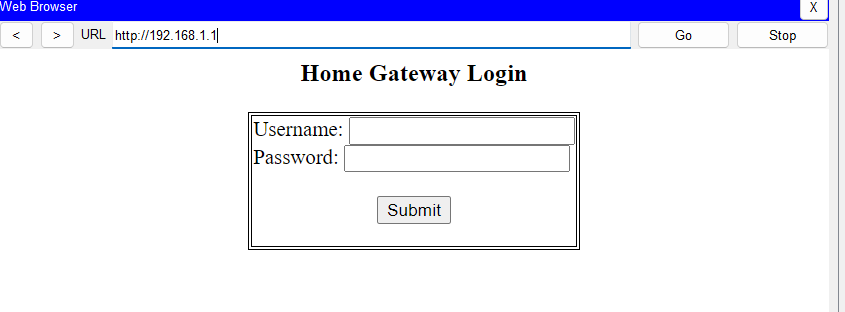 Web Browser X
< > URL http://192.168.1.1 Go Stop
Home Gateway Login
Username:
Password:
Submit